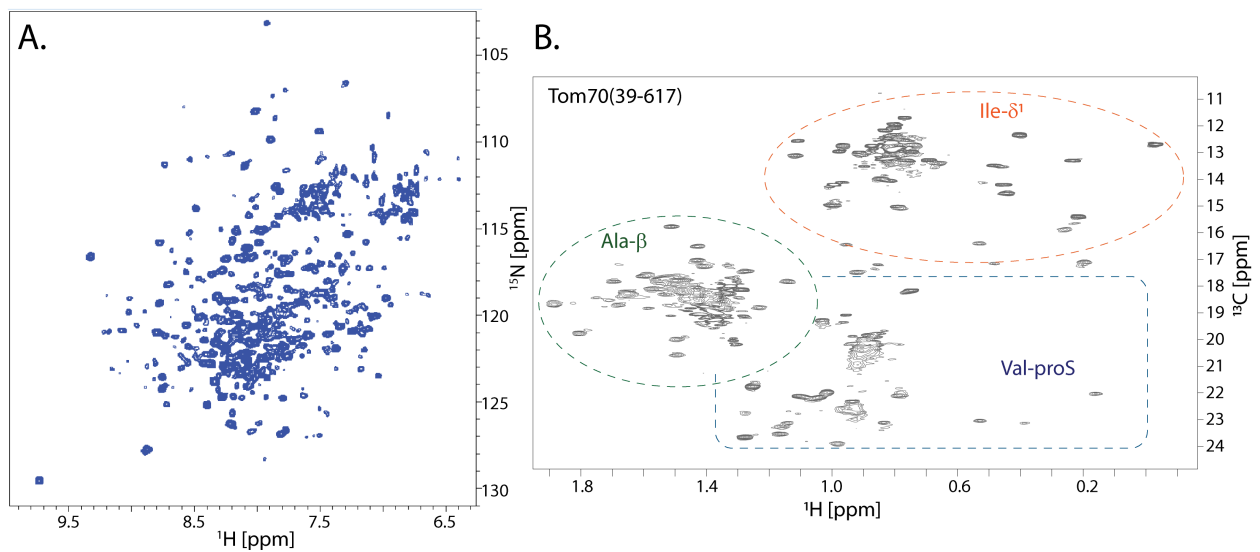 A.
105
110
115
120
125
130
¹⁵N [ppm]
9.5 8.5 7.5 6.5
¹H [ppm]
B.
Tom70(39-617)
Ile-δ¹
Ala-β
Val-proS
11
12
13
14
15
16
17
18
19
20
21
22
23
24
¹³C [ppm]
1.8 1.4 1.0 0.6 0.2
¹H [ppm]